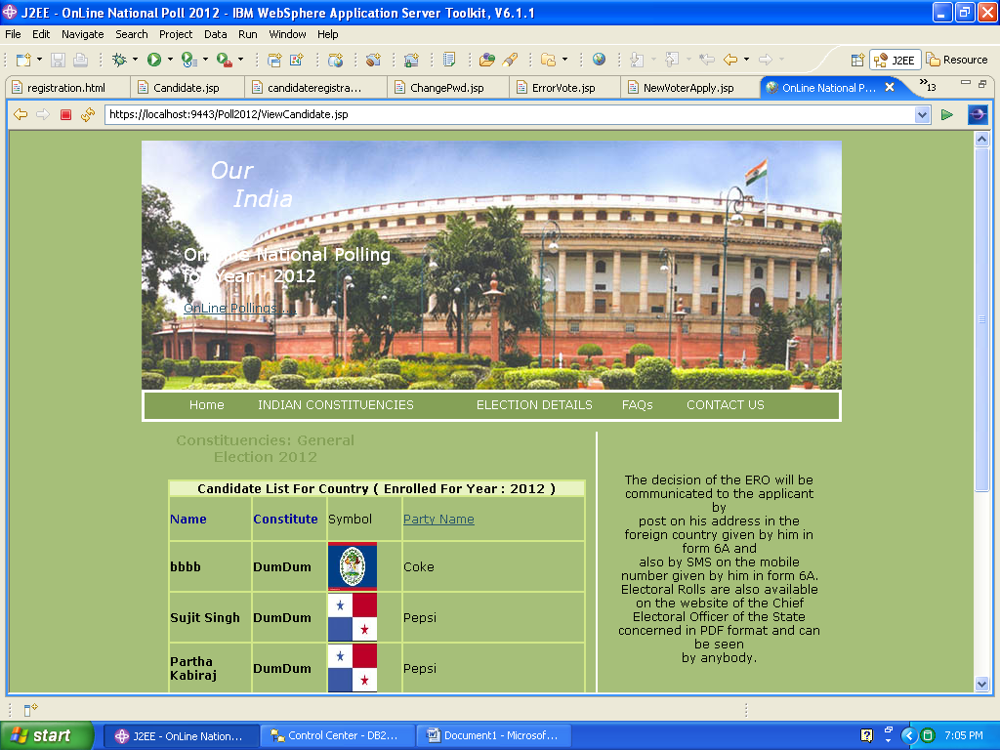 J2EE - OnLine National Poll 2012 - IBM WebSphere Application Server Toolkit, V6.1.1
File Edit Navigate Search Project Data Run Window Help
J2EE Resource
registration.html Candidate.jsp candidateregistra... ChangePwd.jsp ErrorVote.jsp NewVoterApply.jsp OnLine National P... »13
https://localhost:9443/Poll2012/ViewCandidate.jsp
Our
India
OnLine National Polling
for Year - 2012
OnLine Pollings ...
Home INDIAN CONSTITUENCIES ELECTION DETAILS FAQs CONTACT US
Constituencies: General
Election 2012
Candidate List For Country ( Enrolled For Year : 2012 )
Name Constitute Symbol Party Name
bbbb DumDum Coke
Sujit Singh DumDum Pepsi
Partha
Kabiraj DumDum Pepsi
The decision of the ERO will be
communicated to the applicant
by
post on his address in the
foreign country given by him in
form 6A and
also by SMS on the mobile
number given by him in form 6A.
Electoral Rolls are also available
on the website of the Chief
Electoral Officer of the State
concerned in PDF format and can
be seen
by anybody.
start J2EE - OnLine Nation... Control Center - DB2... Document1 - Microsof... 7:05 PM